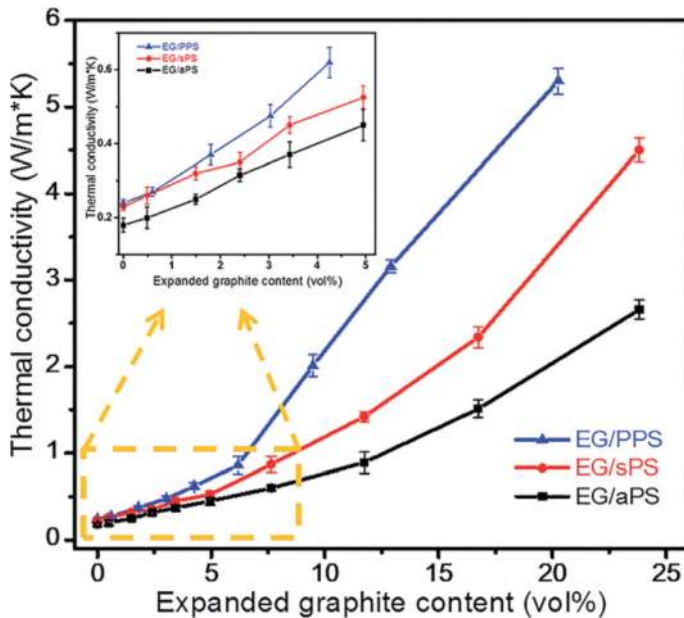 Thermal conductivity (W/m*K)
6
5
4
3
2
1
0
0
5
10
15
20
25
Expanded graphite content (vol%)
EG/PPS
EG/sPS
EG/aPS
EG/PPS
EG/sPS
EG/aPS
Thermal conductivity (W/m*K)
0.6
0.4
0.2
0
1
2
3
4
5
Expanded graphite content (vol%)